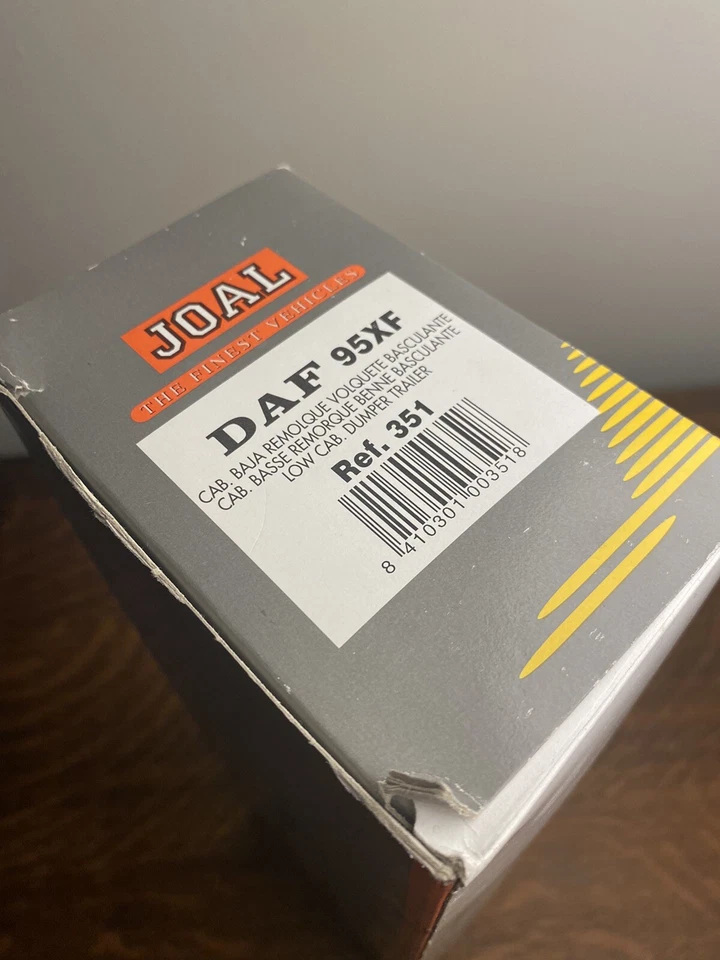 JOAL
THE FINEST VEHICLES
DAF 95XF
CAB. BAJA REMOLQUE VOLQUETE BASCULANTE
CAB. BASSE REMORQUE BENNE BASCULANTE
LOW CAB. DUMPER TRAILER
Ref. 351
8 410301 003518